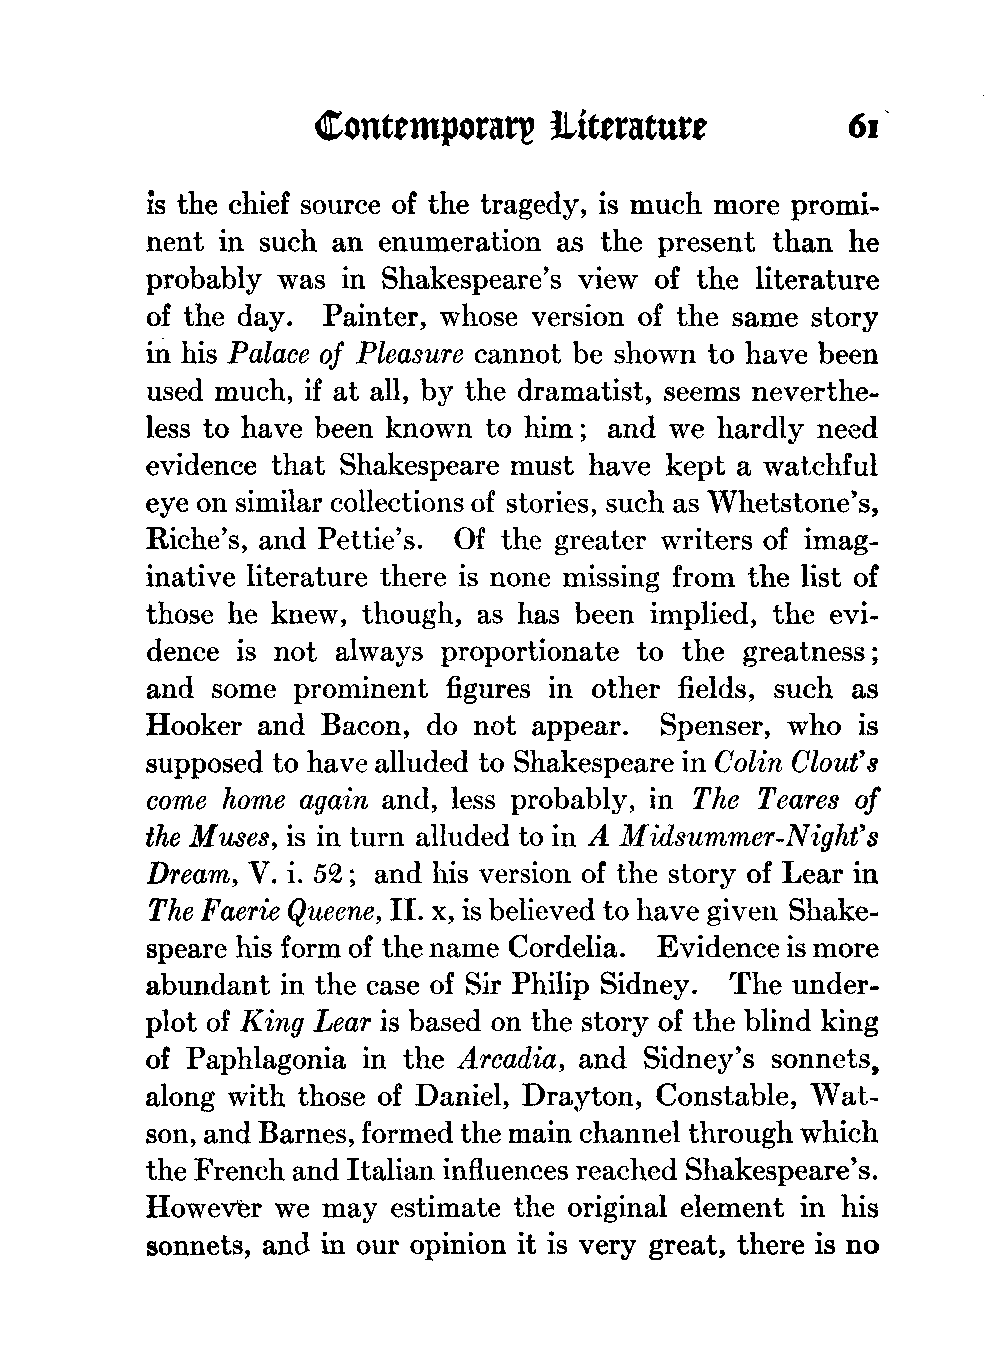 Contemporary Literature 61
is the chief source of the tragedy, is much more promi-
nent in such an enumeration as the present than he
probably was in Shakespeare's view of the literature
of the day. Painter, whose version of the same story
in his Palace of Pleasure cannot be shown to have been
used much, if at all, by the dramatist, seems neverthe-
less to have been known to him; and we hardly need
evidence that Shakespeare must have kept a watchful
eye on similar collections of stories, such as Whetstone's,
Riche's, and Pettie's. Of the greater writers of imag-
inative literature there is none missing from the list of
those he knew, though, as has been implied, the evi-
dence is not always proportionate to the greatness;
and some prominent figures in other fields, such as
Hooker and Bacon, do not appear. Spenser, who is
supposed to have alluded to Shakespeare in Colin Clout's
come home again and, less probably, in The Teares of
the Muses, is in turn alluded to in A Midsummer-Night's
Dream, V. i. 52; and his version of the story of Lear in
The Faerie Queene, II. x, is believed to have given Shake-
speare his form of the name Cordelia. Evidence is more
abundant in the case of Sir Philip Sidney. The under-
plot of King Lear is based on the story of the blind king
of Paphlagonia in the Arcadia, and Sidney's sonnets,
along with those of Daniel, Drayton, Constable, Wat-
son, and Barnes, formed the main channel through which
the French and Italian influences reached Shakespeare's.
However we may estimate the original element in his
sonnets, and in our opinion it is very great, there is no